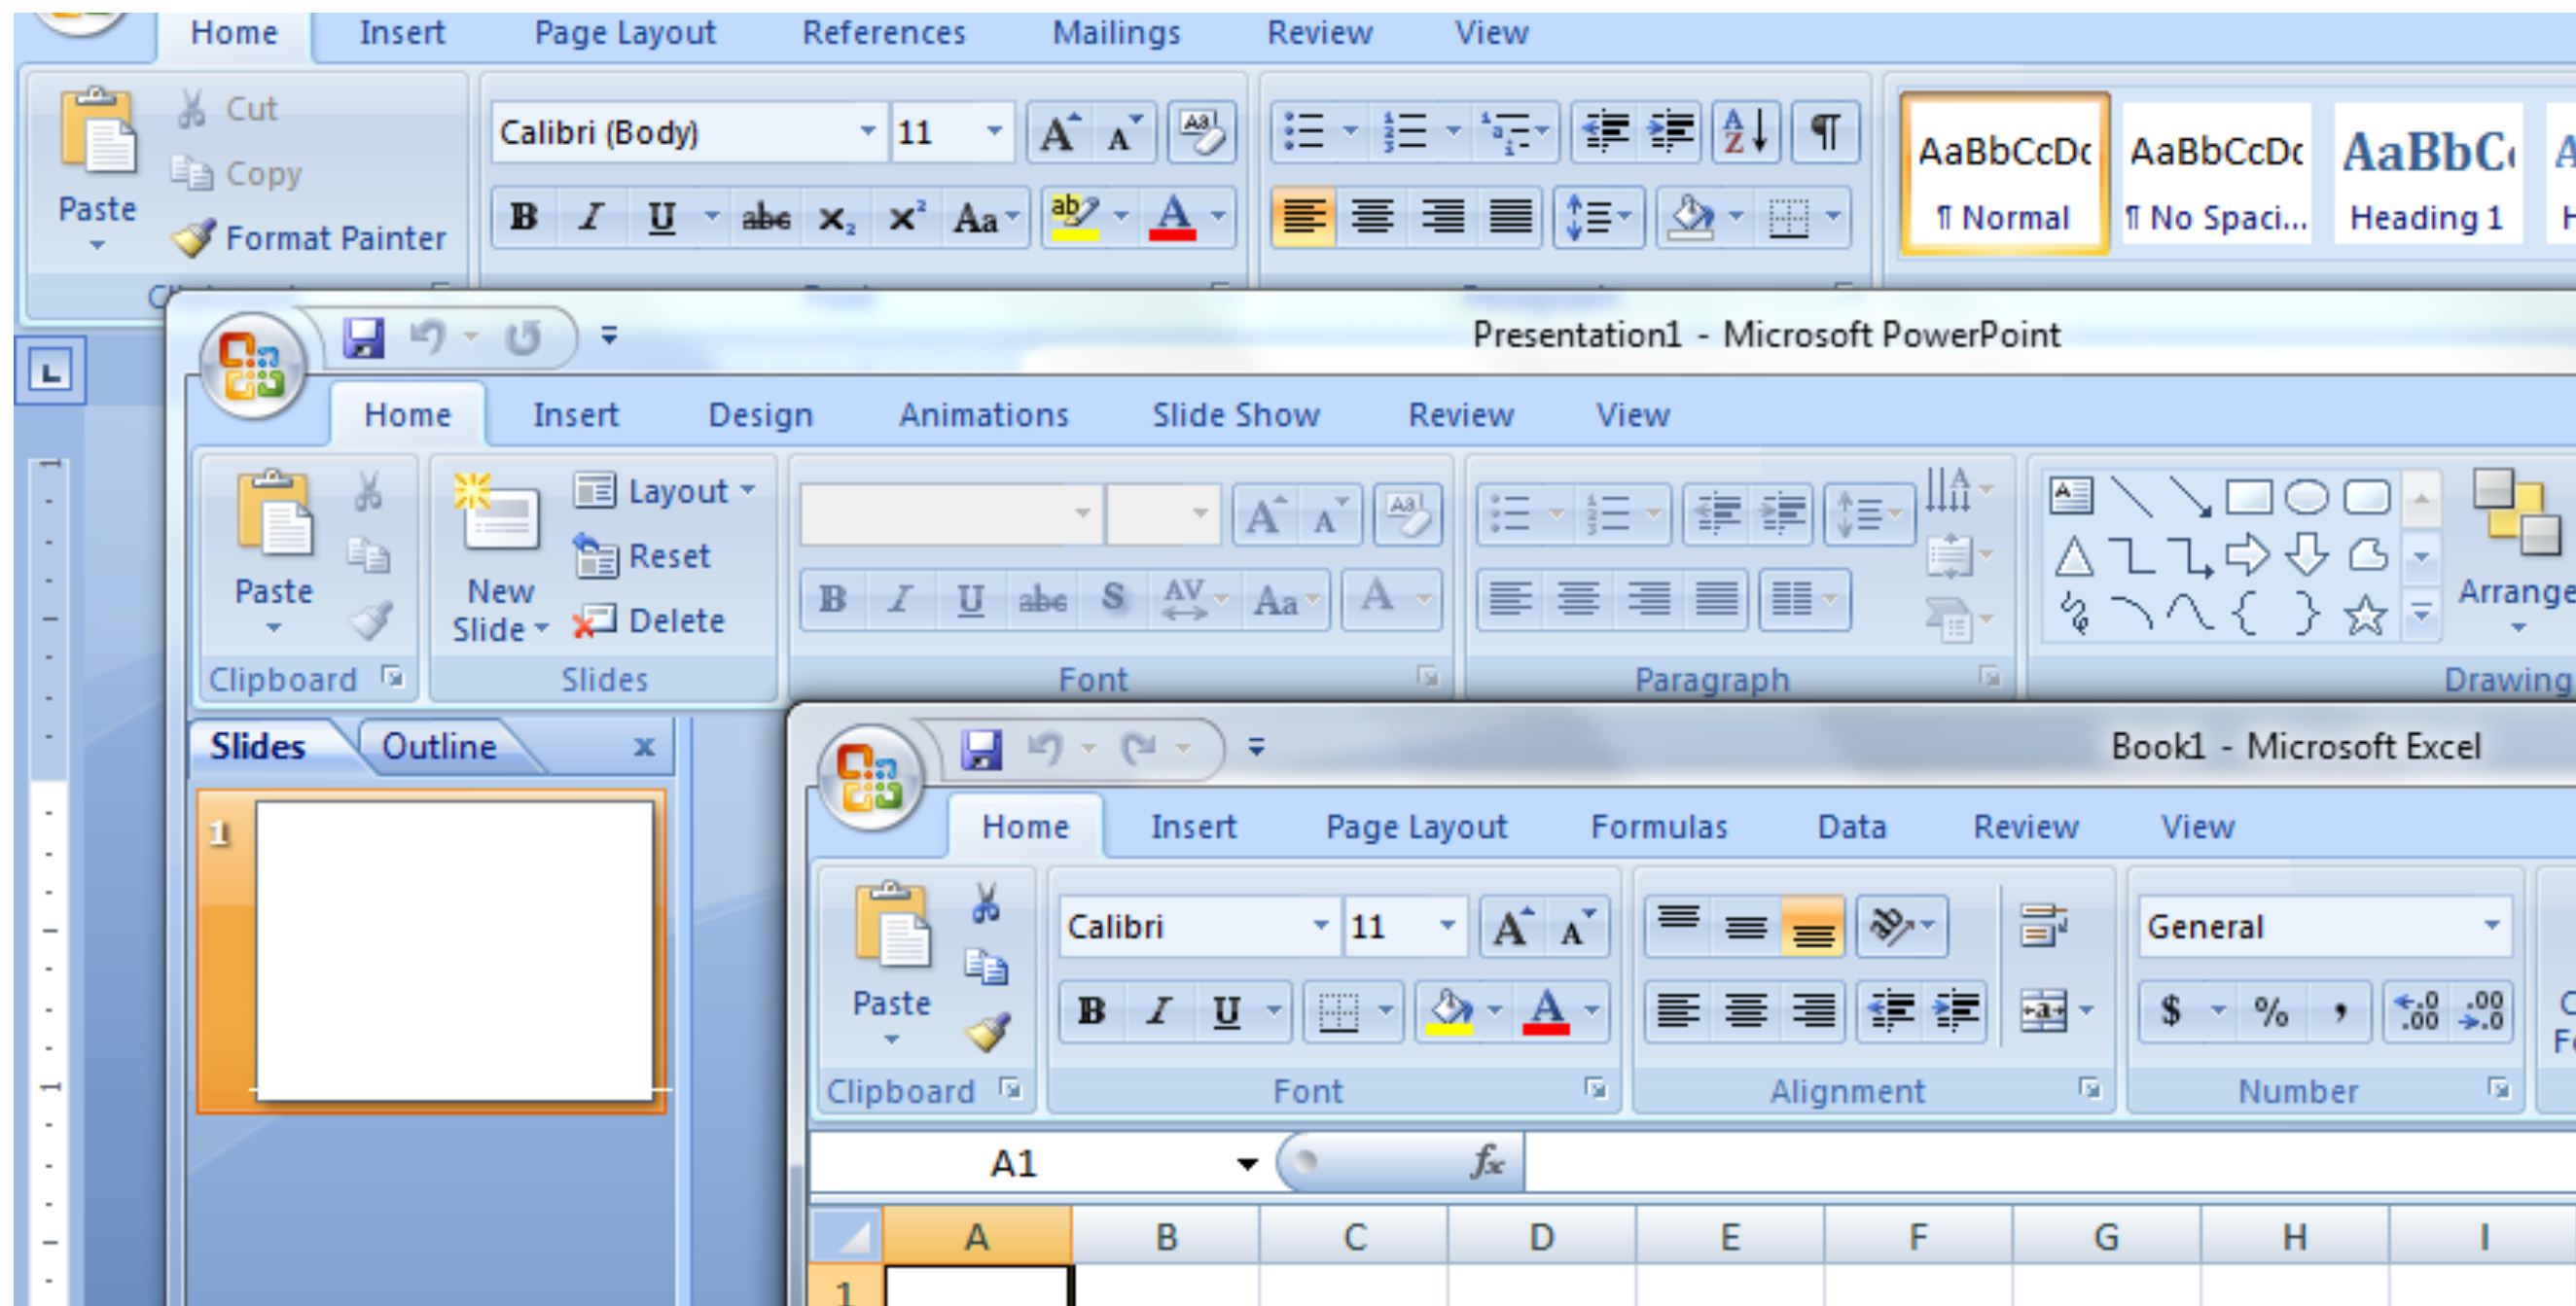 Home Insert Page Layout References Mailings Review View
Cut
Copy
Paste
Format Painter
Calibri (Body) 11
AaBbCcDc AaBbCcDc AaBbC
¶ Normal ¶ No Spaci... Heading 1
Presentation1 - Microsoft PowerPoint
Home Insert Design Animations Slide Show Review View
Paste
New
Slide
Layout
Reset
Delete
Arrange
Clipboard Slides Font Paragraph Drawing
Slides Outline
1
Book1 - Microsoft Excel
Home Insert Page Layout Formulas Data Review View
Paste
Calibri 11
General
$ % ,
Clipboard Font Alignment Number
A1 fx
A B C D E F G H I
1